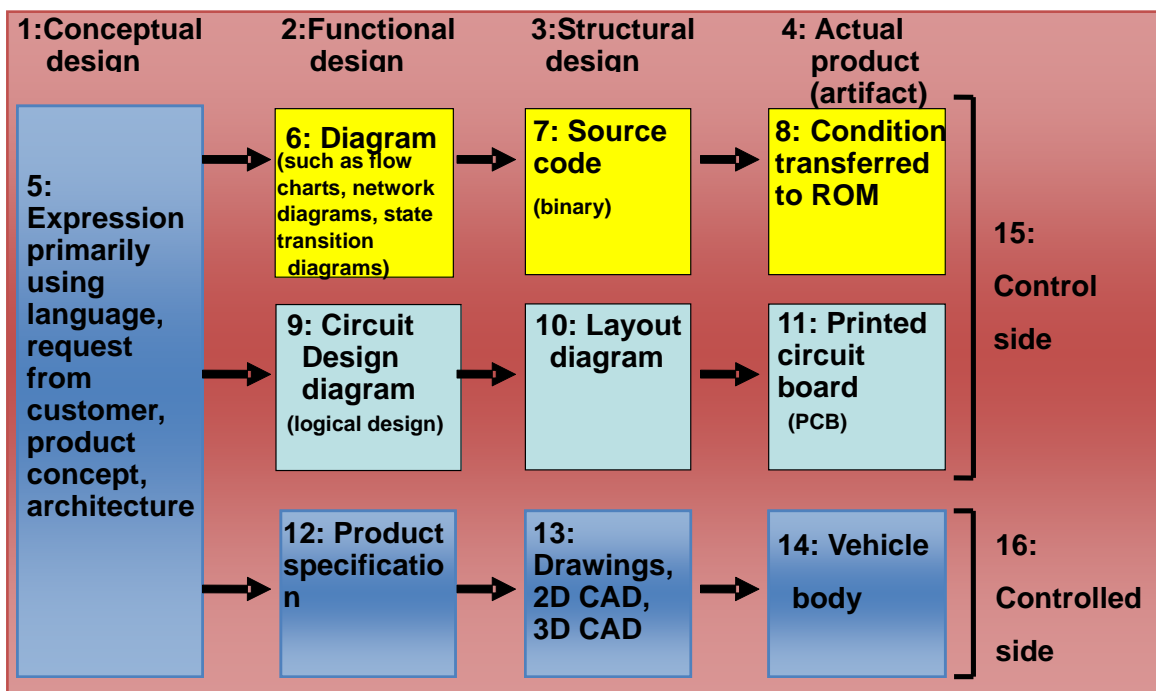 1:Conceptual
design
2:Functional
design
3:Structural
design
4: Actual
product
(artifact)
5:
Expression
primarily
using
language,
request
from
customer,
product
concept,
architecture
6: Diagram
(such as flow
charts, network
diagrams, state
transition
diagrams)
7: Source
code
(binary)
8: Condition
transferred
to ROM
9: Circuit
Design
diagram
(logical design)
10: Layout
diagram
11: Printed
circuit
board
(PCB)
12: Product
specificatio
n
13:
Drawings,
2D CAD,
3D CAD
14: Vehicle
body
15:
Control
side
16:
Controlled
side